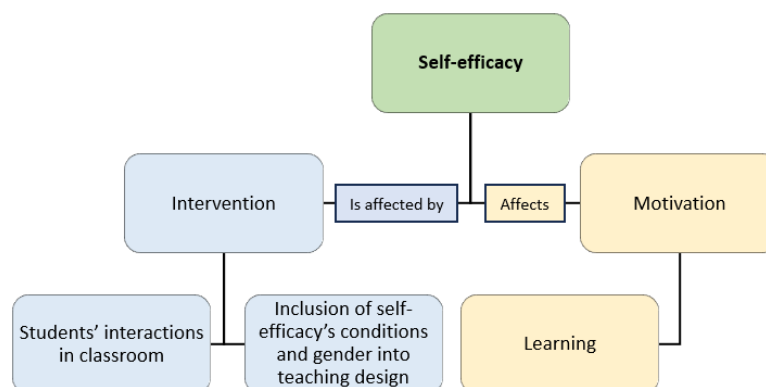 Self-efficacy
Intervention
Is affected by
Affects
Motivation
Students’ interactions
in classroom
Inclusion of self-
efficacy’s conditions
and gender into
teaching design
Learning